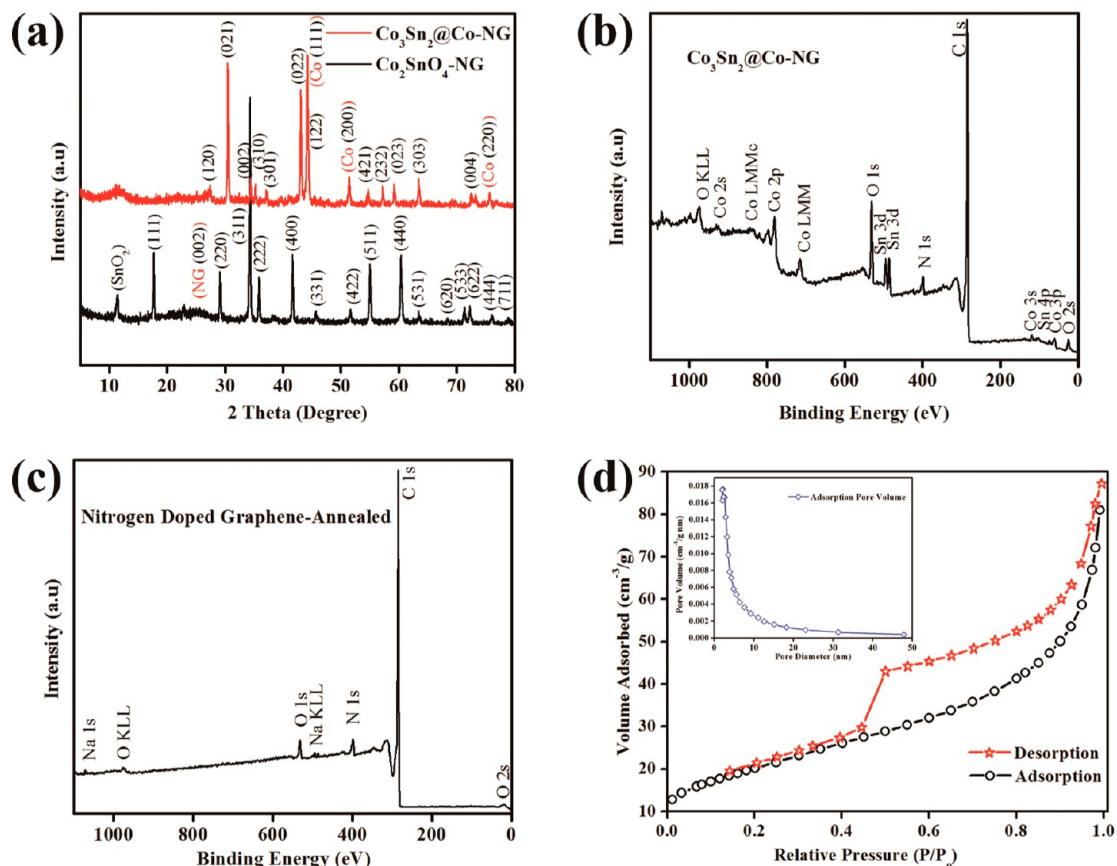 (a)
Co₃Sn₂@Co-NG
Co₂SnO₄-NG
(120)
(021)
(002)
(310)
(301)
(022)
(Co (111))
(122)
(Co (200))
(421)
(232)
(023)
(303)
(004)
(Co (220))
(SnO₂)
(111)
(NG (002))
(220)
(311)
(222)
(400)
(331)
(422)
(511)
(440)
(531)
(620)
(533)
(622)
(444)
(711)
Intensity (a.u)
10 20 30 40 50 60 70 80
2 Theta (Degree)
(b)
Co₃Sn₂@Co-NG
O KLL
Co 2s
Co LMMc
Co 2p
Co LMM
O 1s
Sn 3d
Sn 3d
N 1s
C 1s
Co 3s
Sn 4p
Co 3p
O 2s
Intensity (a.u)
1000 800 600 400 200 0
Binding Energy (eV)
(c)
Nitrogen Doped Graphene-Annealed
Na 1s
O KLL
O 1s
Na KLL
N 1s
C 1s
O 2s
Intensity (a.u)
1000 800 600 400 200 0
Binding Energy (eV)
(d)
90
80
70
60
50
40
30
20
10
Volume Adsorbed (cm⁻³/g)
0.018
0.016
0.014
0.012
0.010
0.008
0.006
0.004
0.002
0.000
Pore Volume (cm⁻³/g nm)
Adsorption Pore Volume
0 10 20 30 40 50
Pore Diameter (nm)
Desorption
Adsorption
0.0 0.2 0.4 0.6 0.8 1.0
Relative Pressure (P/Pₒ)